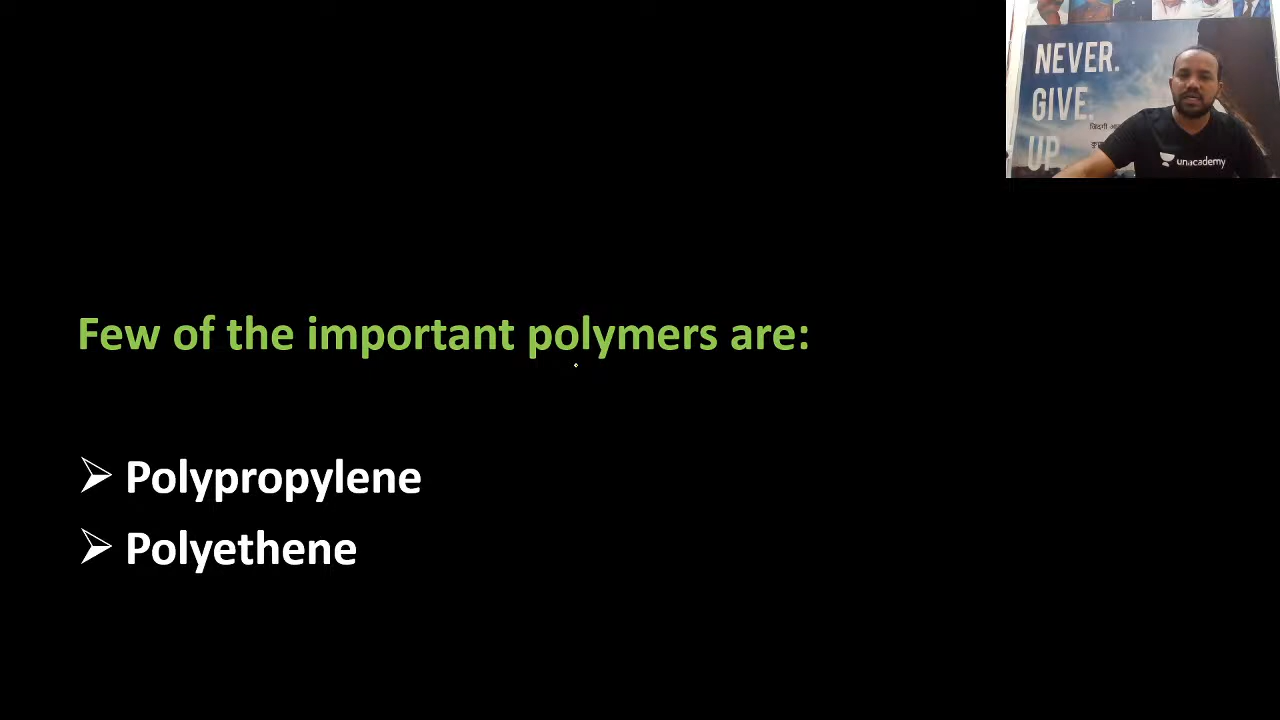 NEVER.
GIVE.
UP
unacademy
Few of the important polymers are:
Polypropylene
Polyethene